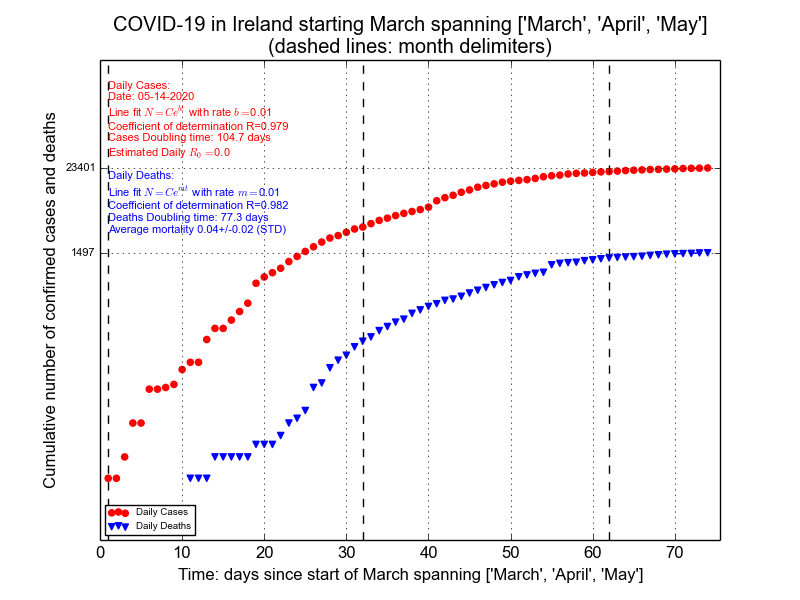 COVID-19 in Ireland starting March spanning ['March', 'April', 'May']
(dashed lines: month delimiters)
Daily Cases:
Date: 05-14-2020
Line fit N = Ce^{bt} with rate b =0.01
Coefficient of determination R=0.979
Cases Doubling time: 104.7 days
Estimated Daily R_0 =0.0
Daily Deaths:
Line fit N = Ce^{mt} with rate m =0.01
Coefficient of determination R=0.982
Deaths Doubling time: 77.3 days
Average mortality 0.04+/-0.02 (STD)
23401
1497
Cumulative number of confirmed cases and deaths
Daily Cases
Daily Deaths
0 10 20 30 40 50 60 70
Time: days since start of March spanning ['March', 'April', 'May']